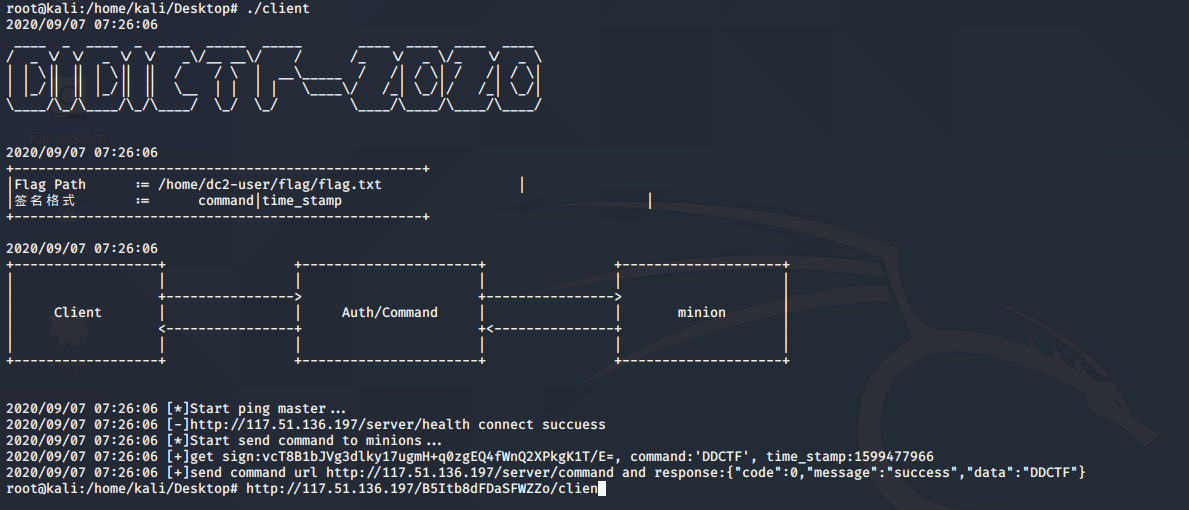 root@kali:/home/kali/Desktop# ./client
2020/09/07 07:26:06
DiDiCTF-2020
File System
2020/09/07 07:26:06
+---------------------------------------------------+
|Flag Path      := /home/dc2-user/flag/flag.txt                 |
|签名格式       :=      command|time_stamp                      |
+---------------------------------------------------+
2020/09/07 07:26:06
Client Auth/Command minion
2020/09/07 07:26:06 [*]Start ping master...
2020/09/07 07:26:06 [-]http://117.51.136.197/server/health connect succuess
2020/09/07 07:26:06 [*]Start send command to minions...
2020/09/07 07:26:06 [+]get sign:vcT8B1bJVg3dlky17ugmH+q0zgEQ4fWnQ2XPkgK1T/E=, command:'DDCTF', time_stamp:1599477966
2020/09/07 07:26:06 [+]send command url http://117.51.136.197/server/command and response:{"code":0,"message":"success","data":"DDCTF"}
root@kali:/home/kali/Desktop# http://117.51.136.197/B5Itb8dFDaSFWZZo/clien